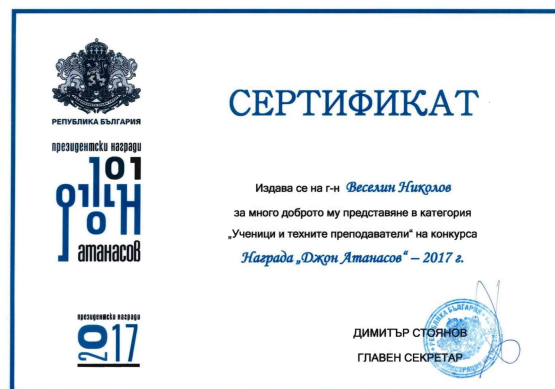 РЕПУБЛИКА БЪЛГАРИЯ
президентски награди
101
джон
атанасов
президентски награди
2017
СЕРТИФИКАТ
Издава се на г-н Веселин Николов
за много доброто му представяне в категория
„Ученици и техните преподаватели“ на конкурса
Награда „Джон Атанасов“ – 2017 г.
ДИМИТЪР СТОЯНОВ
ГЛАВЕН СЕКРЕТАР